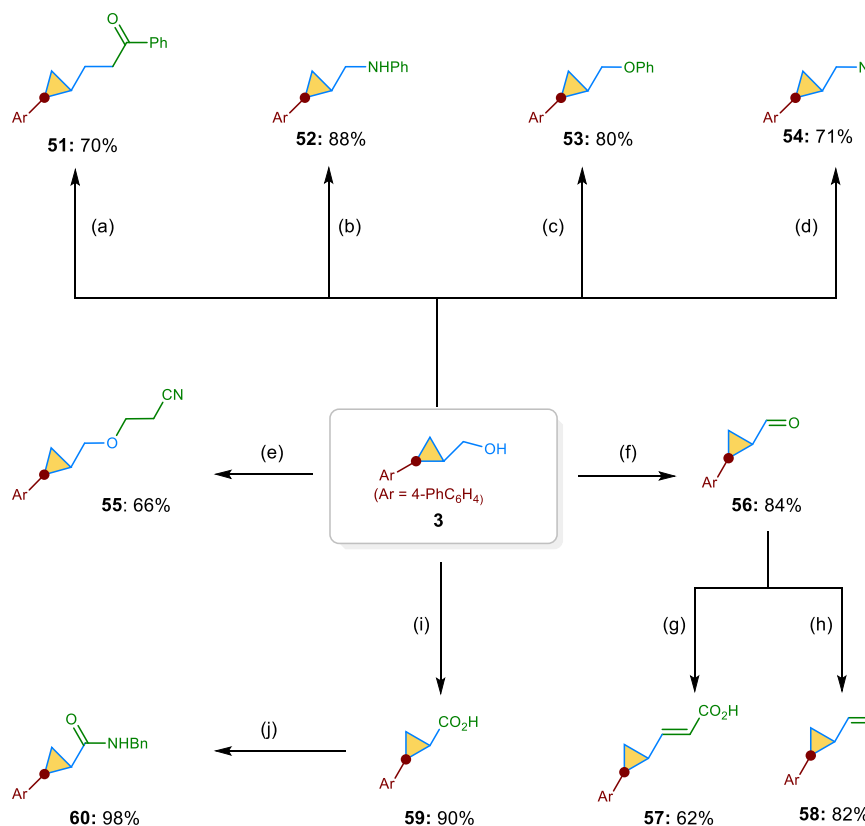 O
Ph
Ar
51: 70%
NHPh
Ar
52: 88%
OPh
Ar
53: 80%
N
Ar
54: 71%
(a)
(b)
(c)
(d)
CN
O
Ar
55: 66%
(e)
OH
Ar
(Ar = 4-PhC6H4)
3
(f)
O
Ar
56: 84%
(i)
(g)
(h)
O
NHBn
Ar
60: 98%
(j)
CO2H
Ar
59: 90%
CO2H
Ar
57: 62%
Ar
58: 82%